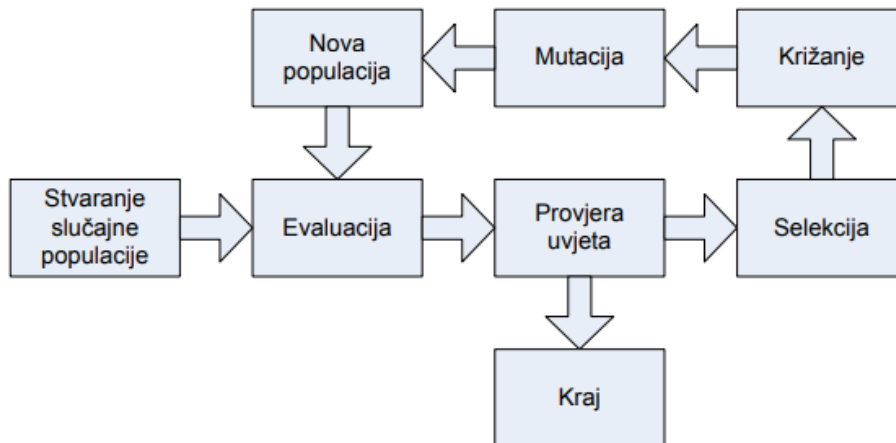 Nova
populacija
Mutacija
Križanje
Stvaranje
slučajne
populacije
Evaluacija
Provjera
uvjeta
Selekcija
Kraj